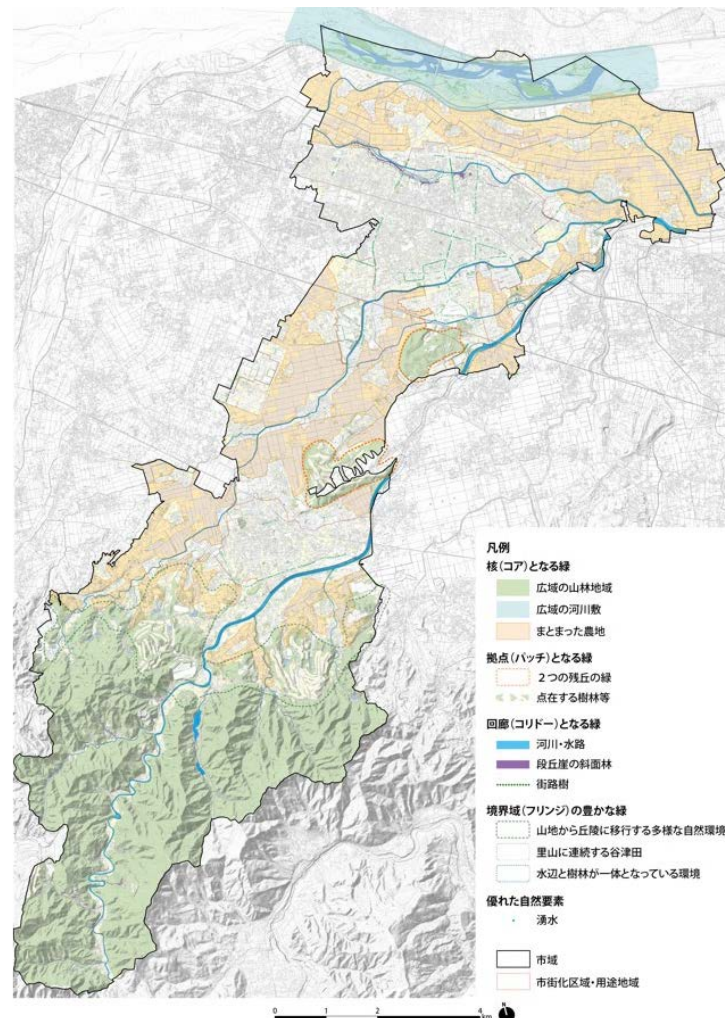 凡例
核(コア)となる緑
広域の山林地域
広域の河川敷
まとまった農地
拠点(パッチ)となる緑
2つの残丘の緑
点在する樹林等
回廊(コリドー)となる緑
河川・水路
段丘崖の斜面林
街路樹
境界域(フリンジ)の豊かな緑
山地から丘陵に移行する多様な自然環境
里山に連続する谷津田
水辺と樹林が一体となっている環境
優れた自然要素
湧水
市域
市街化区域・用途地域
0 1 2 4
km
N